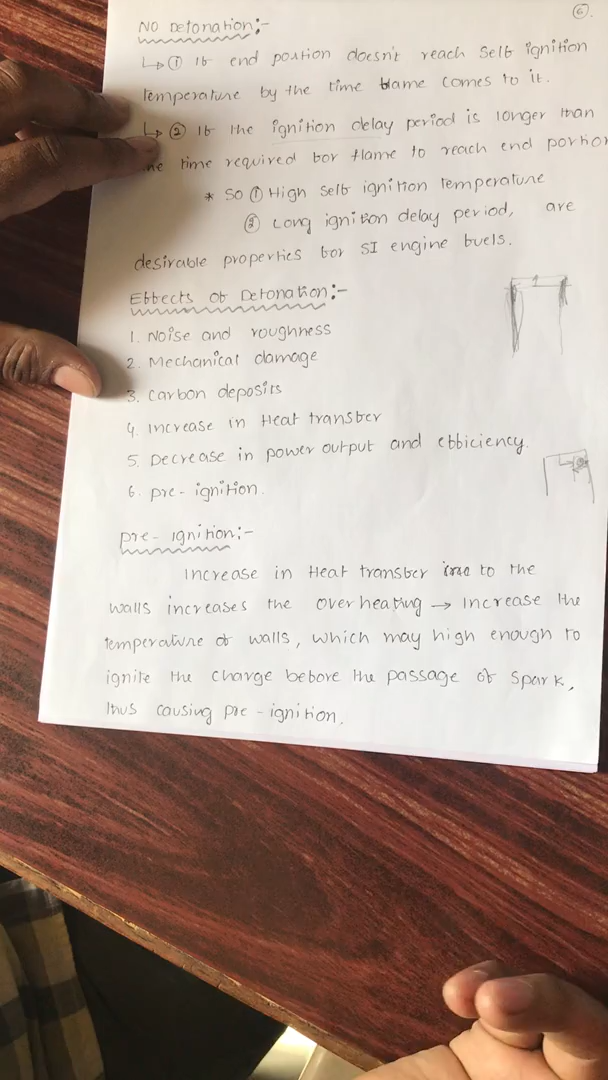 6.
No Detonation:-
↳① If end portion doesn't reach self ignition
temperature by the time flame comes to it.
↳② If the ignition delay period is longer than
time required for flame to reach end portion
* So ① High self ignition temperature
② Long ignition delay period, are
desirable properties for SI engine fuels.
Effects of Detonation:-
1. Noise and roughness
2. Mechanical damage
3. carbon deposits
4. Increase in Heat transfer
5. Decrease in power output and efficiency.
6. pre-ignition.
pre-ignition:-
Increase in Heat transfer to the
walls increases the overheating → Increase the
temperature of walls, which may high enough to
ignite the charge before the passage of spark,
thus causing pre-ignition.